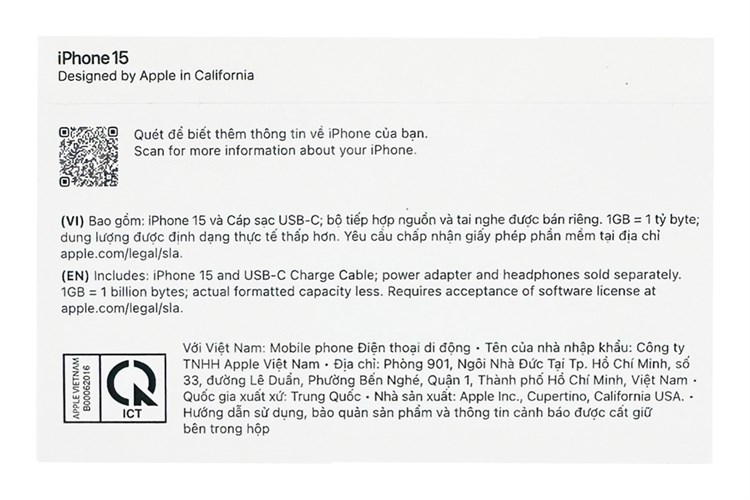 iPhone 15
Designed by Apple in California
Quét để biết thêm thông tin về iPhone của bạn.
Scan for more information about your iPhone.
(VI) Bao gồm: iPhone 15 và Cáp sạc USB-C; bộ tiếp hợp nguồn và tai nghe được bán riêng. 1GB = 1 tỷ byte;
dung lượng được định dạng thực tế thấp hơn. Yêu cầu chấp nhận giấy phép phần mềm tại địa chỉ
apple.com/legal/sla.
(EN) Includes: iPhone 15 and USB-C Charge Cable; power adapter and headphones sold separately.
1GB = 1 billion bytes; actual formatted capacity less. Requires acceptance of software license at
apple.com/legal/sla.
APPLE VIETNAM
B00062016
ICT
Với Việt Nam: Mobile phone Điện thoại di động • Tên của nhà nhập khẩu: Công ty
TNHH Apple Việt Nam • Địa chỉ: Phòng 901, Ngôi Nhà Đức Tại Tp. Hồ Chí Minh, số
33, đường Lê Duẩn, Phường Bến Nghé, Quận 1, Thành phố Hồ Chí Minh, Việt Nam •
Quốc gia xuất xứ: Trung Quốc • Nhà sản xuất: Apple Inc., Cupertino, California USA. •
Hướng dẫn sử dụng, bảo quản sản phẩm và thông tin cảnh báo được cất giữ
bên trong hộp